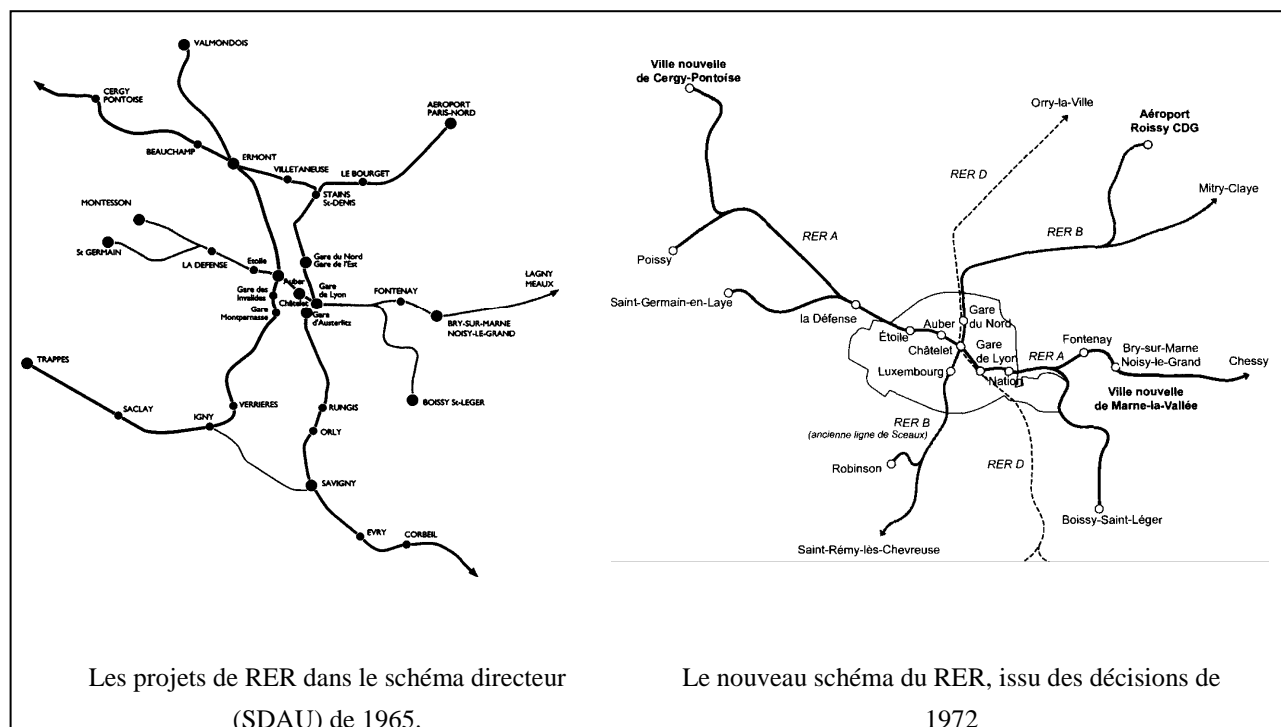 VALMONDOIS
CERGY
PONTOISE
AEROPORT
PARIS-NORD
BEAUCHAMP
ERMONT
VILLETANEUSE
LE BOURGET
STAINS
St-DENIS
MONTESSON
St GERMAIN
LA DEFENSE
Etoile
Gare du Nord
Gare de l'Est
Auber
Gare
de Lyon
Châtelet
Gare des
Invalides
Gare
Montparnasse
Gare
d'Austerlitz
FONTENAY
LAGNY
MEAUX
BRY-SUR-MARNE
NOISY-LE-GRAND
BOISSY St-LEGER
TRAPPES
SACLAY
IGNY
VERRIERES
RUNGIS
ORLY
SAVIGNY
EVRY
CORBEIL
Ville nouvelle
de Cergy-Pontoise
Orry-la-Ville
Aéroport
Roissy CDG
RER D
Mitry-Claye
RER B
RER A
Poissy
Saint-Germain-en-Laye
la Défense
Étoile
Auber
Gare
du Nord
Châtelet
Gare
de Lyon
Luxembourg
Nation
RER A
Fontenay
Bry-sur-Marne
Noisy-le-Grand
Chessy
Ville nouvelle
de Marne-la-Vallée
RER B
(ancienne ligne de Sceaux)
Robinson
RER D
Boissy-Saint-Léger
Saint-Rémy-lès-Chevreuse
Les projets de RER dans le schéma directeur
(SDAU) de 1965.
Le nouveau schéma du RER, issu des décisions de
1972